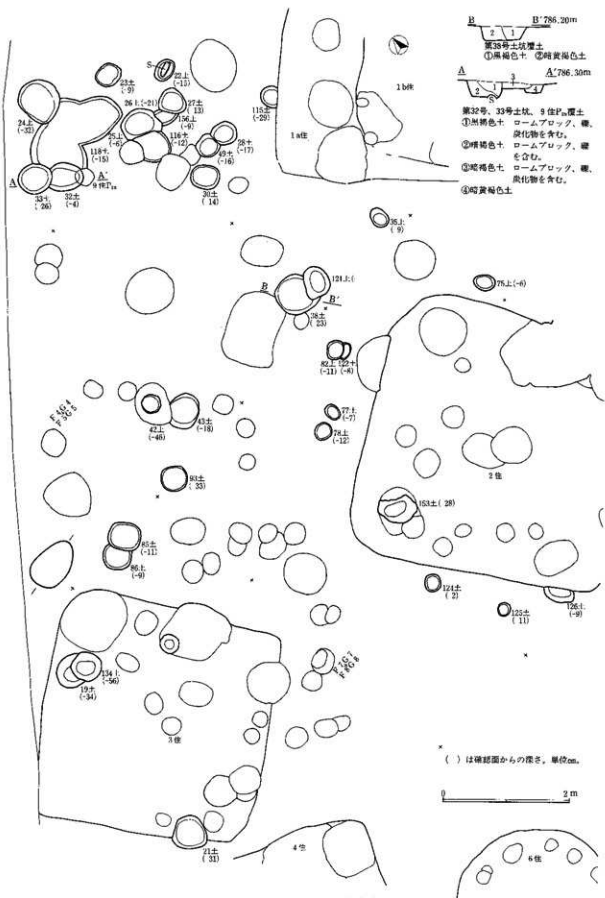 B B' 786.20m
2 1
第38号土坑覆土
①黒褐色土 ②暗黄褐色土
A A' 786.30m
3
2 1 4
S
第32号、33号土坑、9住P₂₈覆土
①黒褐色土 ロームブロック、礫、
炭化物を含む。
②暗褐色土 ロームブロック、礫
を含む。
③暗褐色土 ロームブロック、礫、
炭化物を含む。
④暗黄褐色土
23土
(-9)
S
22土
(-15)
24土
(-32)
26土(-21)
27土
(13)
156土
(-9)
25土
(-6)
116土
(-12)
28土
(-17)
49土
(-16)
118土
(-15)
30土
(14)
A A'
33土
(26)
32土
(-4)
115土
(-29)
1a住
1b住
35土
(9)
75土(-6)
121土(
B B'
38土
(23)
82土
(-11)
122土
(-8)
F4G4
F5G5
42土
(-46)
43土
(-18)
77土
(-7)
78土
(-12)
93土
(33)
2住
153土(28)
85土
(-11)
86土
(-9)
124土
(2)
125土
(11)
126土
(-9)
F7G7
F8G8
134土
(-56)
19土
(-34)
3住
21土
(31)
4住
6住
( )は確認面からの深さ。単位cm。
0 2m